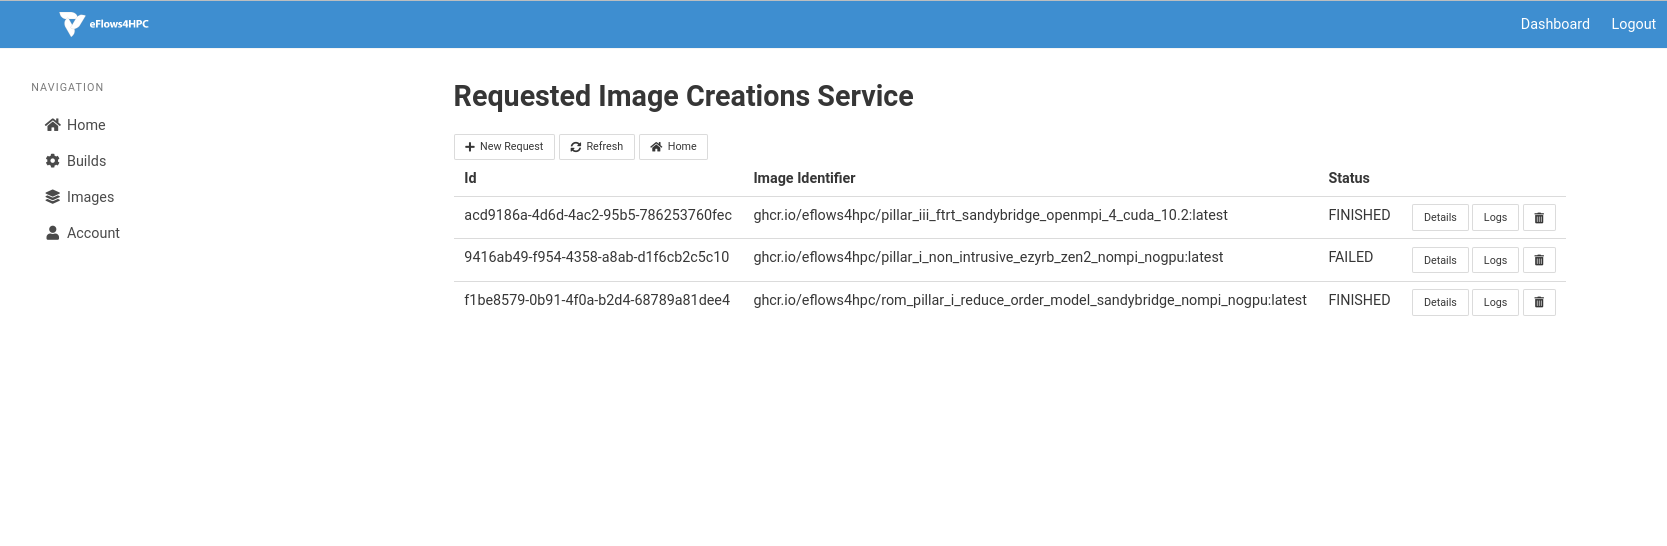 eFlows4HPC
Dashboard Logout
NAVIGATION
Home
Builds
Images
Account
Requested Image Creations Service
New Request Refresh Home
Id Image Identifier Status
acd9186a-4d6d-4ac2-95b5-786253760fec ghcr.io/eflows4hpc/pillar_iii_ftrt_sandybridge_openmpi_4_cuda_10.2:latest FINISHED Details Logs
9416ab49-f954-4358-a8ab-d1f6cb2c5c10 ghcr.io/eflows4hpc/pillar_i_non_intrusive_ezyrb_zen2_nompi_nogpu:latest FAILED Details Logs
f1be8579-0b91-4f0a-b2d4-68789a81dee4 ghcr.io/eflows4hpc/rom_pillar_i_reduce_order_model_sandybridge_nompi_nogpu:latest FINISHED Details Logs